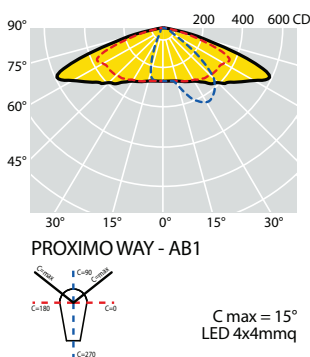 90° 200 400 600 CD
75°
60°
45°
30° 15° 0° 15° 30°
PROXIMO WAY - AB1
C=max C=90 C=max
C=180 C=0
C=270
C max = 15°
LED 4x4mmq